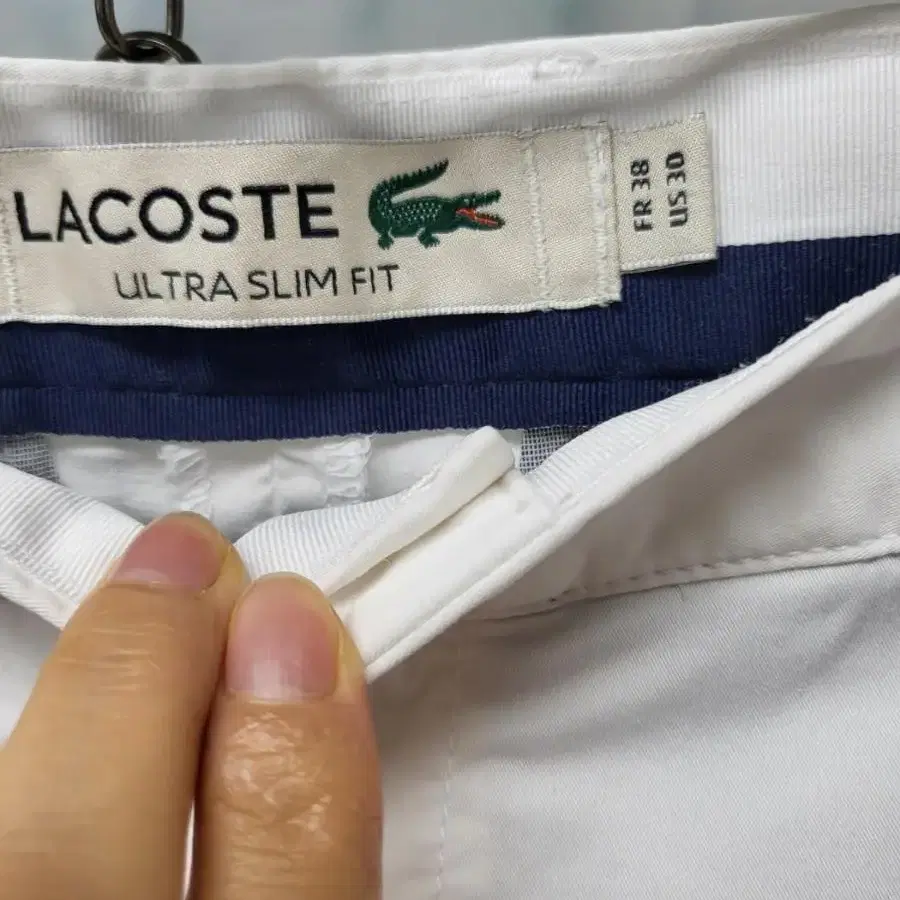 LACOSTE
ULTRA SLIM FIT
FR 38
US 30